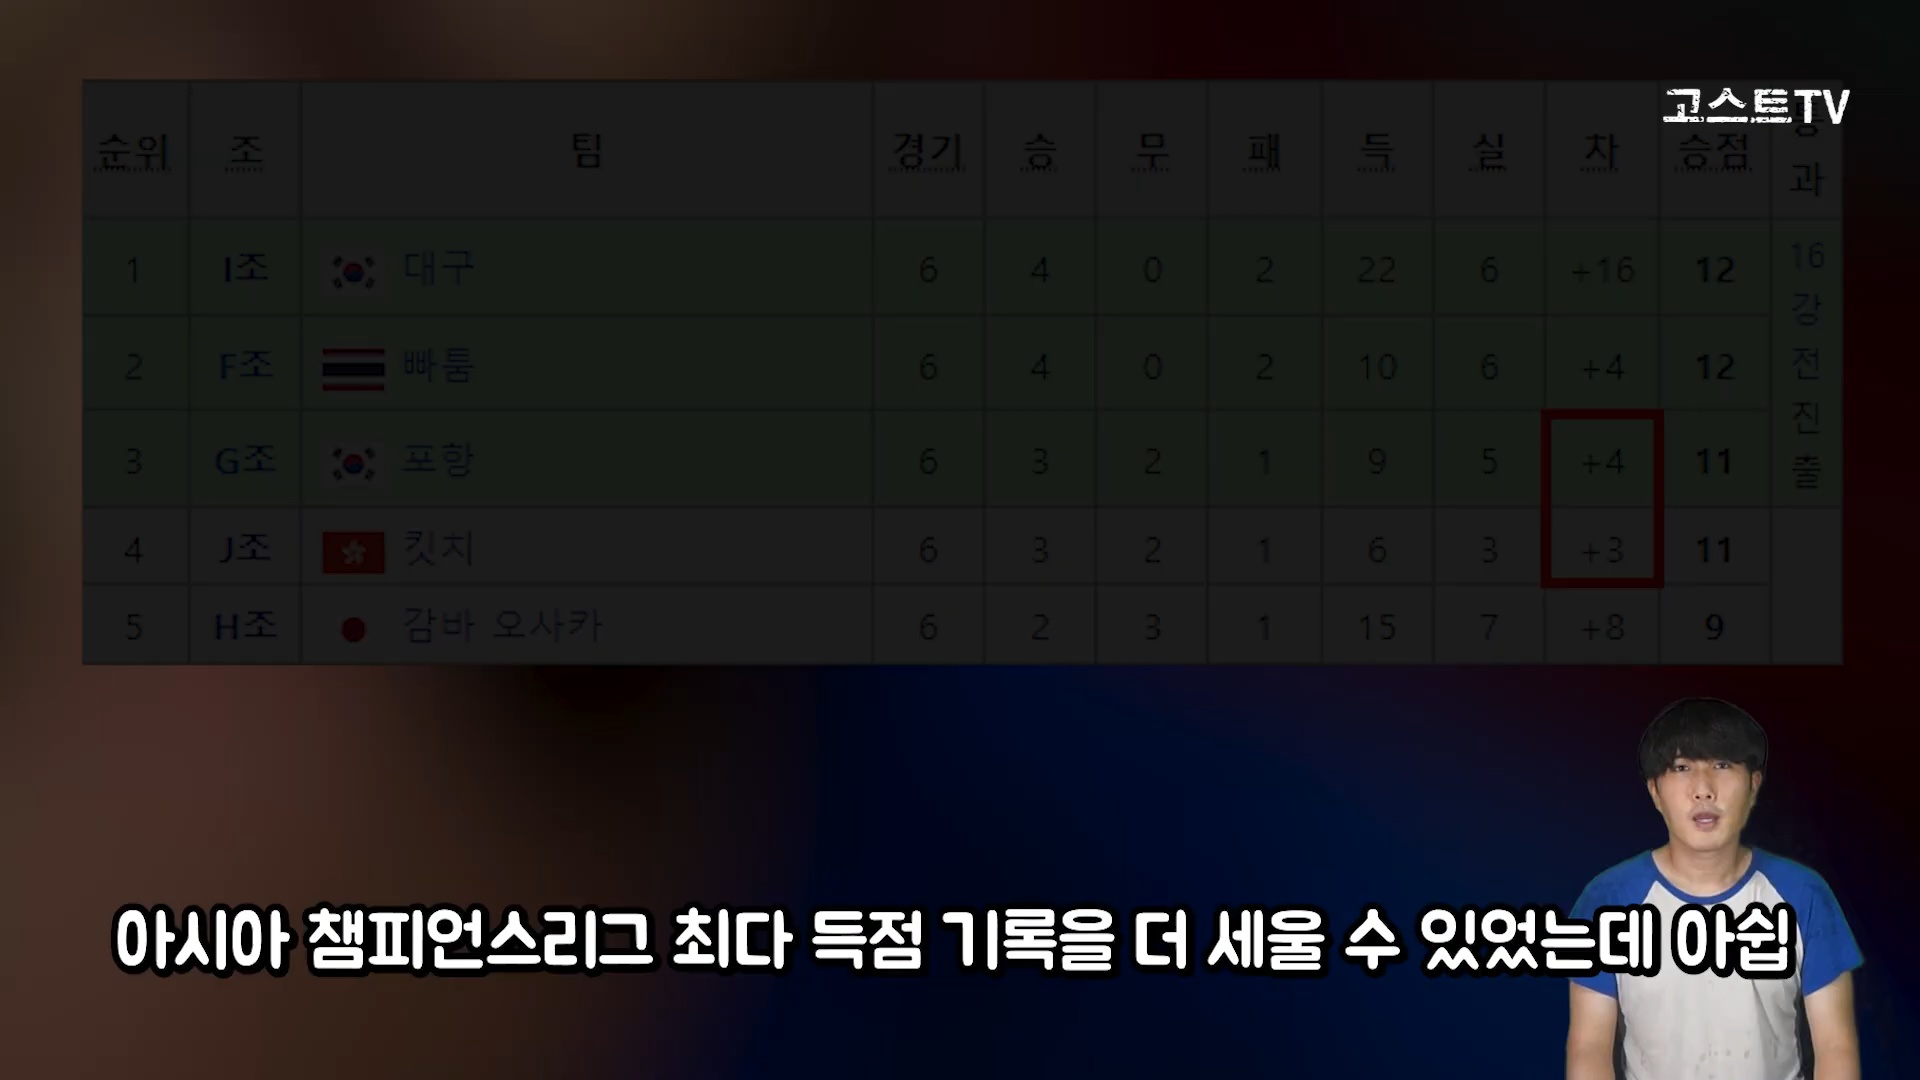 고스트TV
순위 조 팀 경기 승 무 패 득 실 차 승점 통과
1 I조 대구 6 4 0 2 22 6 +16 12 16강전 진출
2 F조 빠툼 6 4 0 2 10 6 +4 12
3 G조 포항 6 3 2 1 9 5 +4 11
4 J조 킷치 6 3 2 1 6 3 +3 11
5 H조 감바 오사카 6 2 3 1 15 7 +8 9
아시아 챔피언스리그 최다 득점 기록을 더 세울 수 있었는데 아쉽